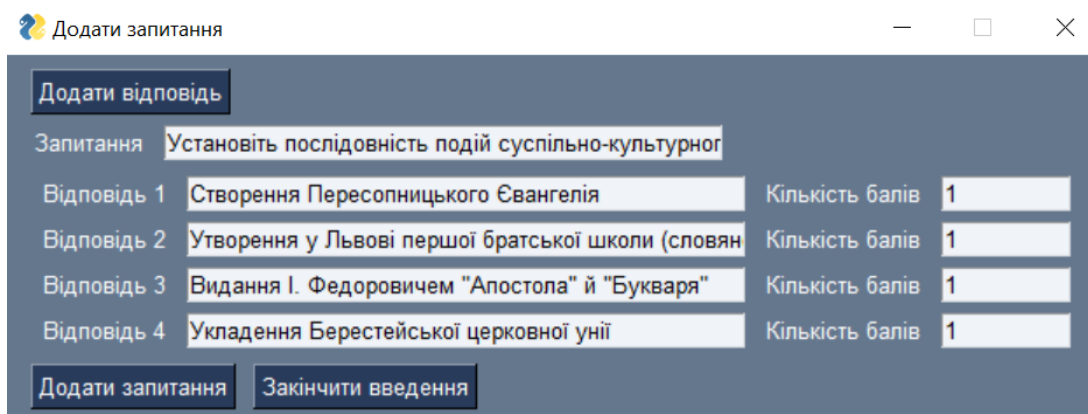 Додати запитання
Додати відповідь
Запитання Установіть послідовність подій суспільно-культурног
Відповідь 1 Створення Пересопницького Євангелія Кількість балів 1
Відповідь 2 Утворення у Львові першої братської школи (словян Кількість балів 1
Відповідь 3 Видання І. Федоровичем "Апостола" й "Букваря" Кількість балів 1
Відповідь 4 Укладення Берестейської церковної унії Кількість балів 1
Додати запитання Закінчити введення